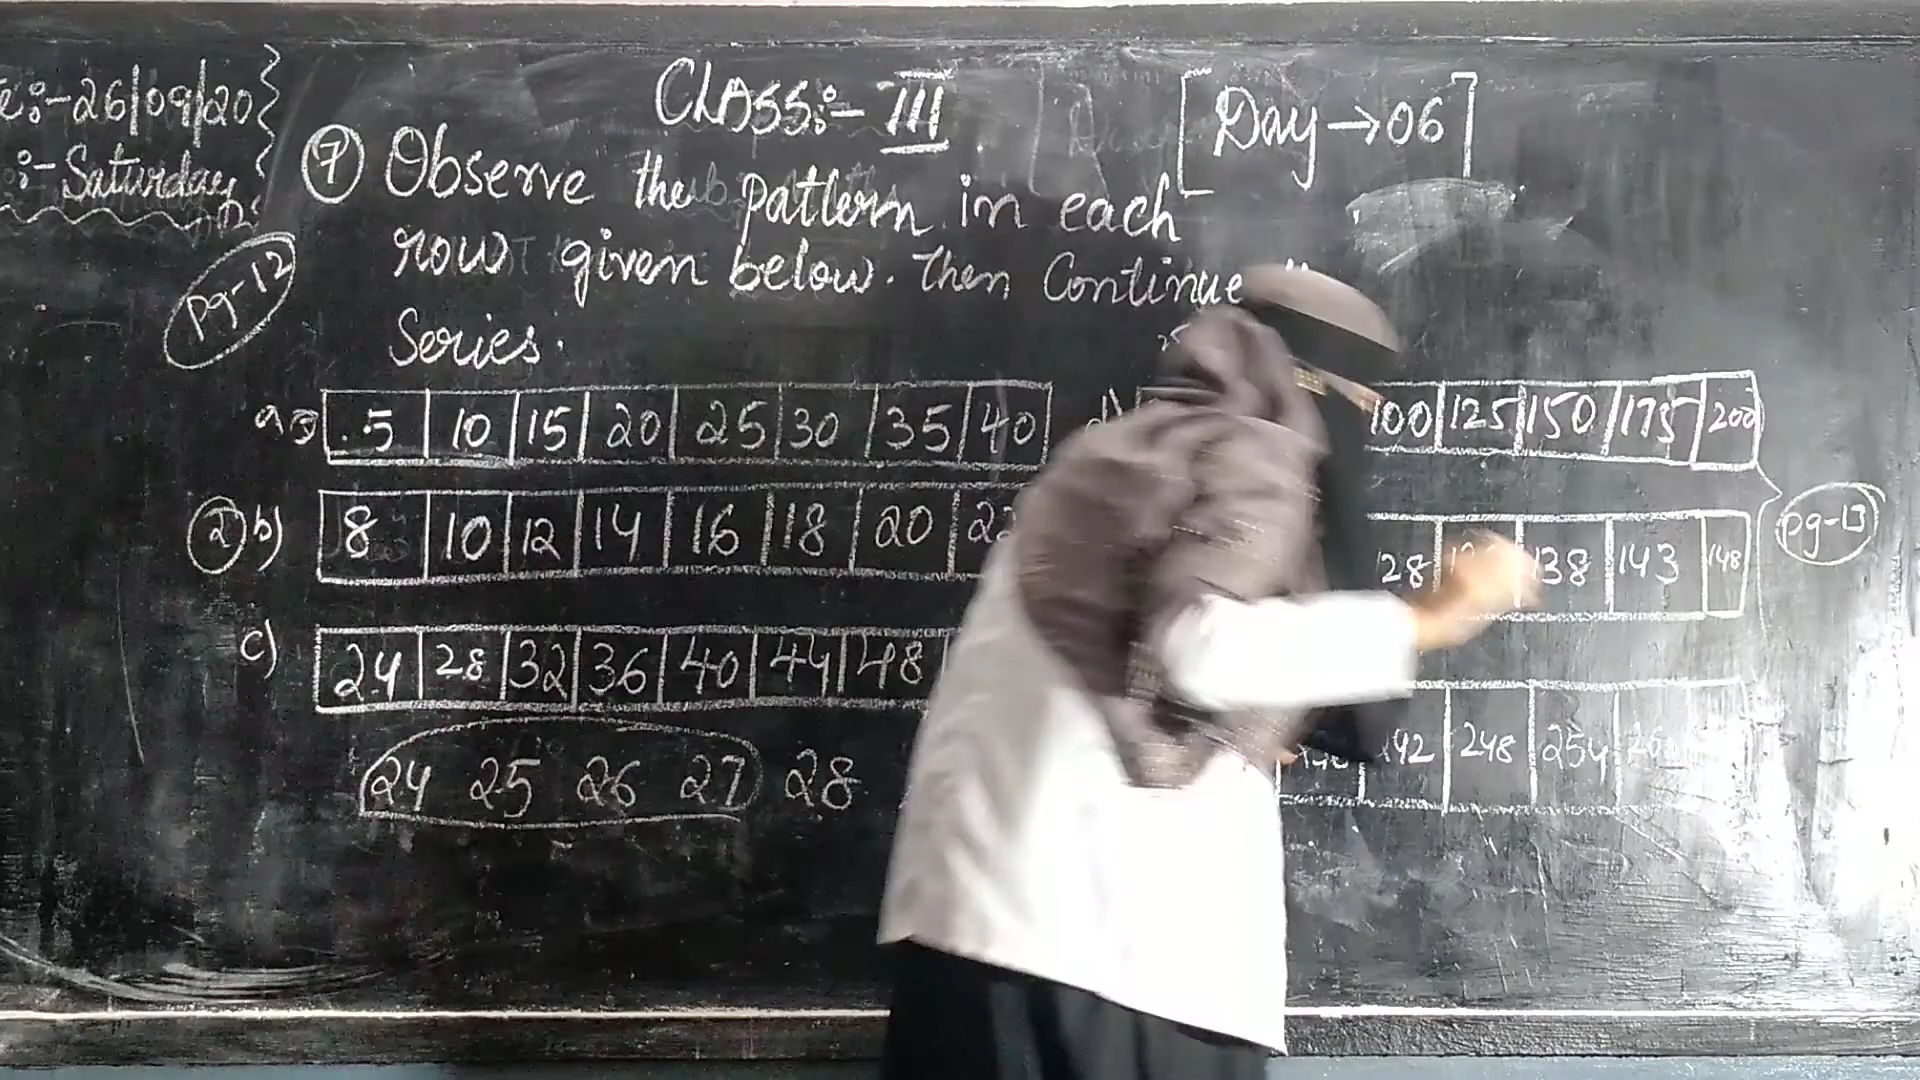 :-26/09/20
:-Saturday
CLASS:- III
[Day→06]
⑦ Observe the pattern in each
row given below. Then Continue
Series.
Pg-12
a) 5 10 15 20 25 30 35 40
d) 100 125 150 175 200
② b) 8 10 12 14 16 18 20 22
28 138 143 148
pg-13
c) 24 28 32 36 40 44 48
248 254
24 25 26 27 28